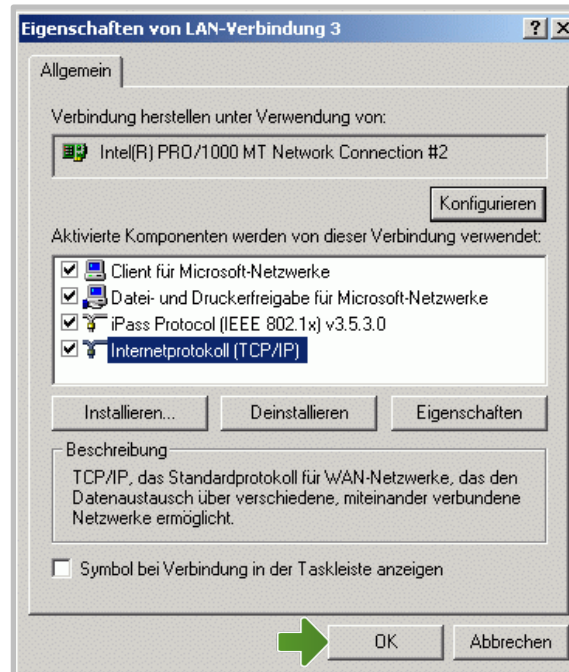 Eigenschaften von LAN-Verbindung 3
Allgemein
Verbindung herstellen unter Verwendung von:
Intel(R) PRO/1000 MT Network Connection #2
Konfigurieren
Aktivierte Komponenten werden von dieser Verbindung verwendet:
Client für Microsoft-Netzwerke
Datei- und Druckerfreigabe für Microsoft-Netzwerke
iPass Protocol (IEEE 802.1x) v3.5.3.0
Internetprotokoll (TCP/IP)
Installieren... Deinstallieren Eigenschaften
Beschreibung
TCP/IP, das Standardprotokoll für WAN-Netzwerke, das den
Datenaustausch über verschiedene, miteinander verbundene
Netzwerke ermöglicht.
Symbol bei Verbindung in der Taskleiste anzeigen
OK Abbrechen